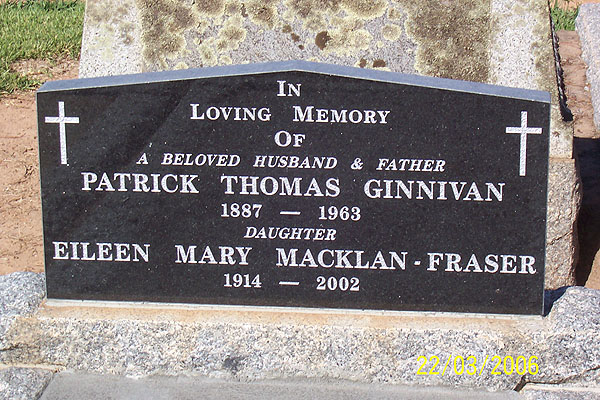 In
Loving Memory
Of
A BELOVED HUSBAND & FATHER
PATRICK THOMAS GINNIVAN
1887 — 1963
DAUGHTER
EILEEN MARY MACKLAN - FRASER
1914 — 2002
22/03/2006